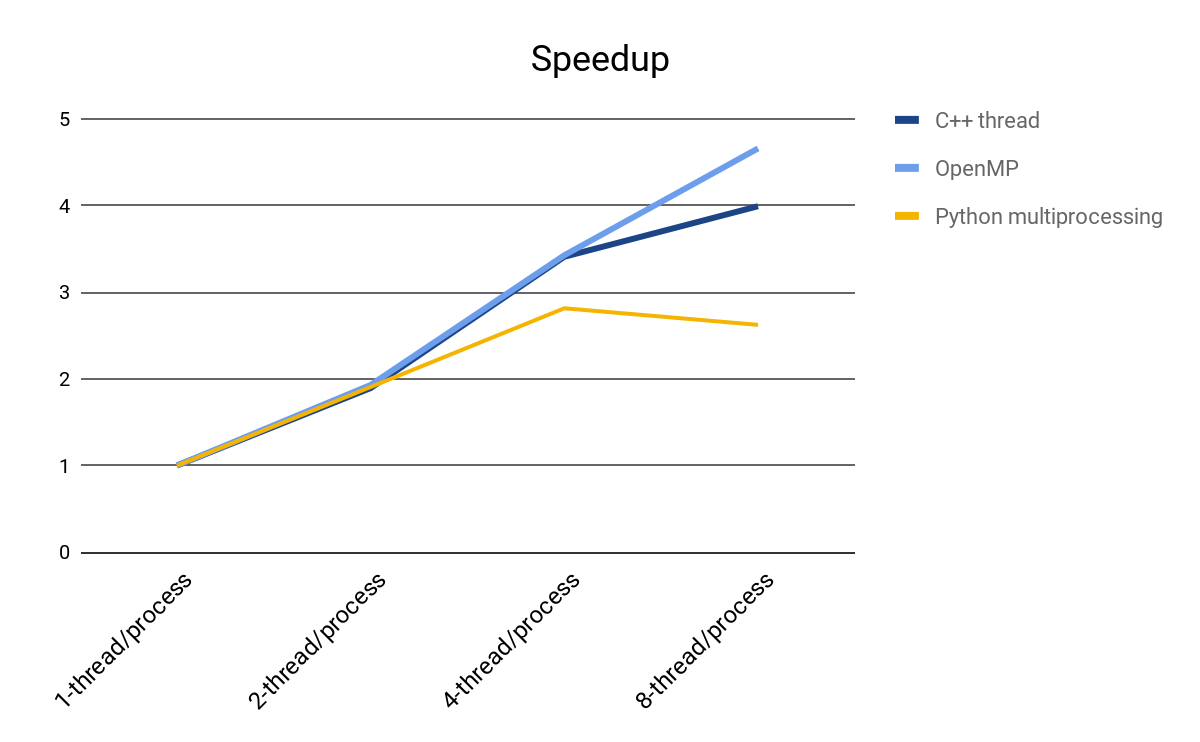 Speedup
5
4
3
2
1
0
1-thread/process
2-thread/process
4-thread/process
8-thread/process
C++ thread
OpenMP
Python multiprocessing